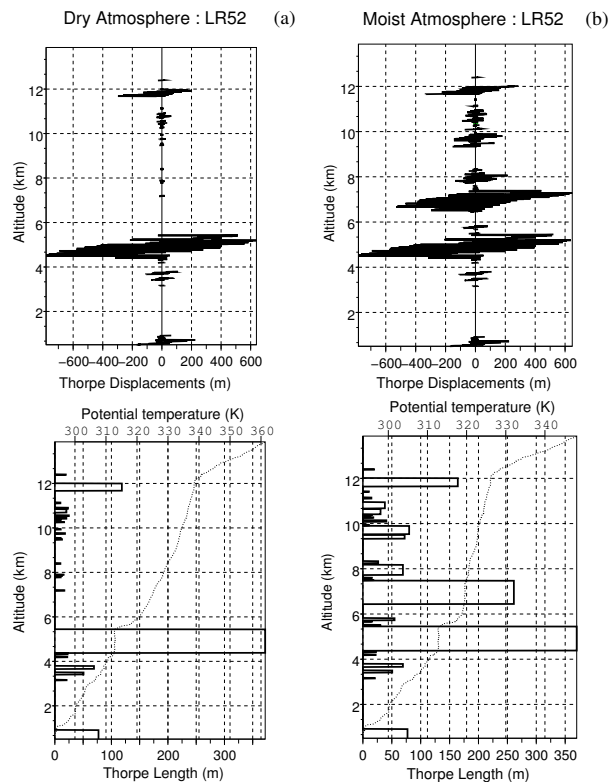 Dry Atmosphere : LR52 (a)
Altitude (km)
12
10
8
6
4
2
−600−400−200 0 200 400 600
Thorpe Displacements (m)
Moist Atmosphere : LR52 (b)
Altitude (km)
12
10
8
6
4
2
−600−400−200 0 200 400 600
Thorpe Displacements (m)
Potential temperature (K)
300 310 320 330 340 350 360
Altitude (km)
12
10
8
6
4
2
0 50 100 150 200 250 300 350
Thorpe Length (m)
Potential temperature (K)
300 310 320 330 340
Altitude (km)
12
10
8
6
4
2
0 50 100 150 200 250 300 350
Thorpe Length (m)